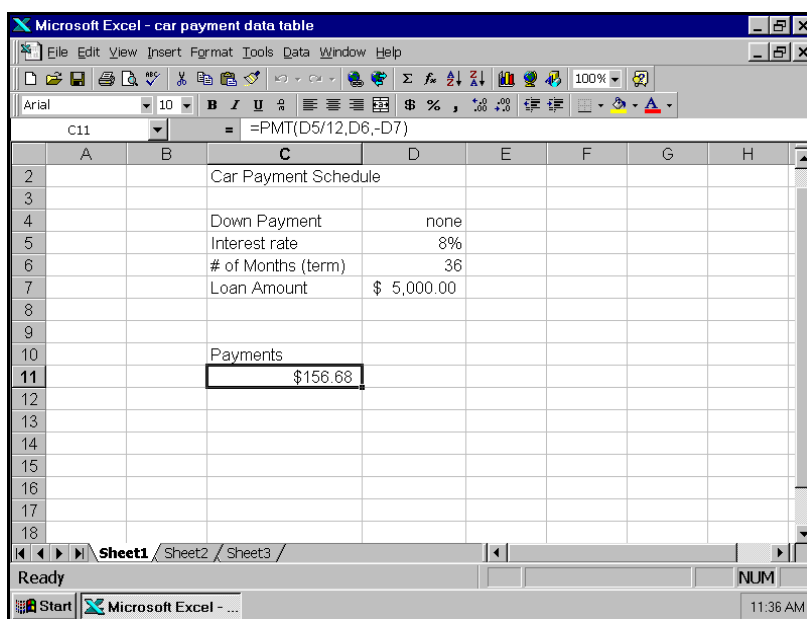 Microsoft Excel - car payment data table
File Edit View Insert Format Tools Data Window Help
100%
Arial 10 B I U $ % ,
C11 = =PMT(D5/12,D6,-D7)
A B C D E F G H
2 Car Payment Schedule
3
4 Down Payment none
5 Interest rate 8%
6 # of Months (term) 36
7 Loan Amount $ 5,000.00
8
9
10 Payments
11 $156.68
12
13
14
15
16
17
18
Sheet1 Sheet2 Sheet3
Ready NUM
Start Microsoft Excel - ... 11:36 AM